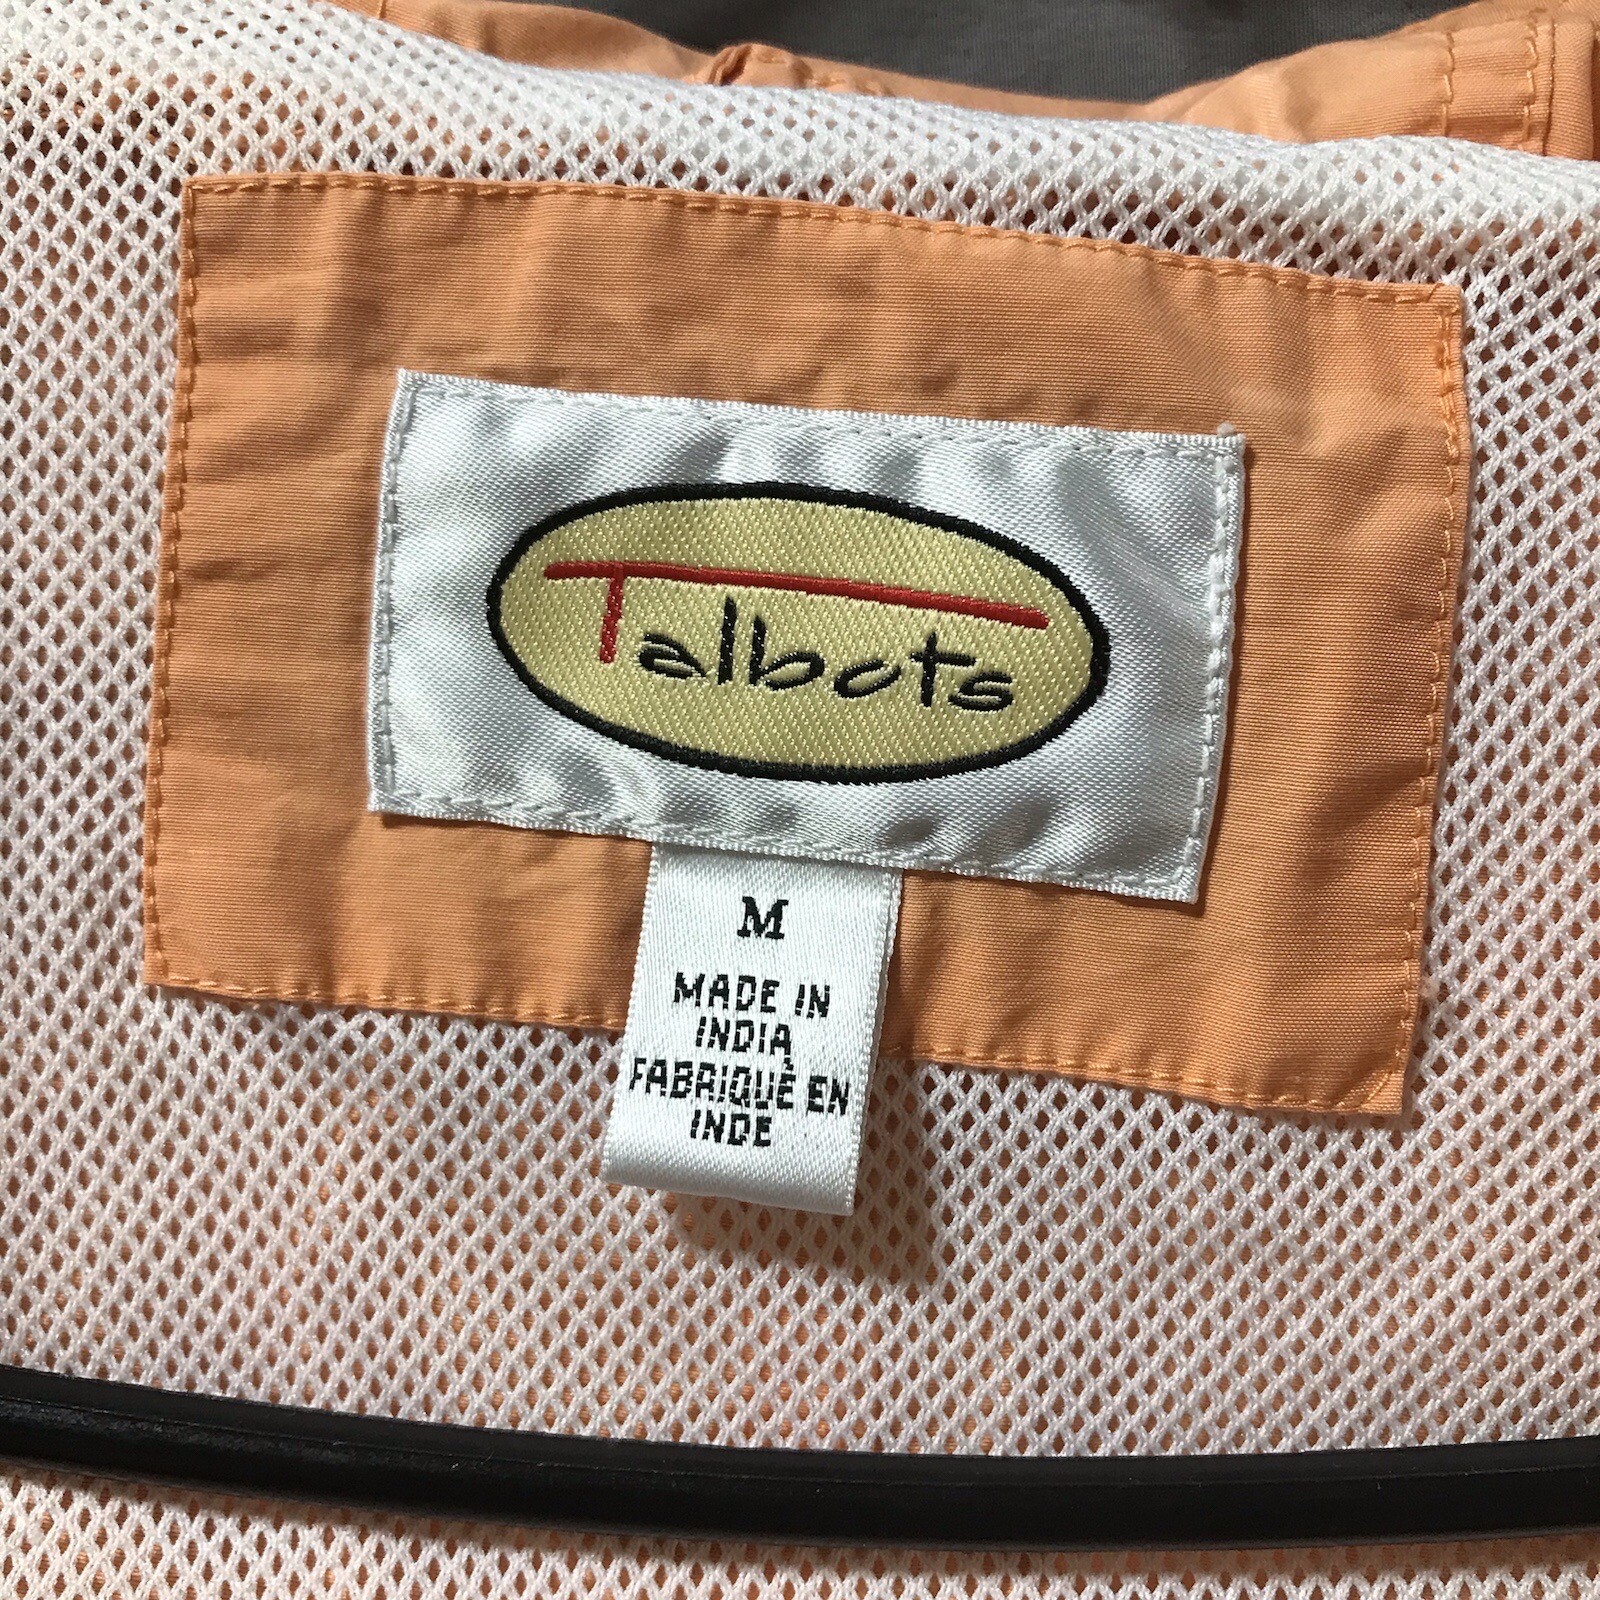 Talbots
M
MADE IN
INDIA
FABRIQUÉ EN
INDE